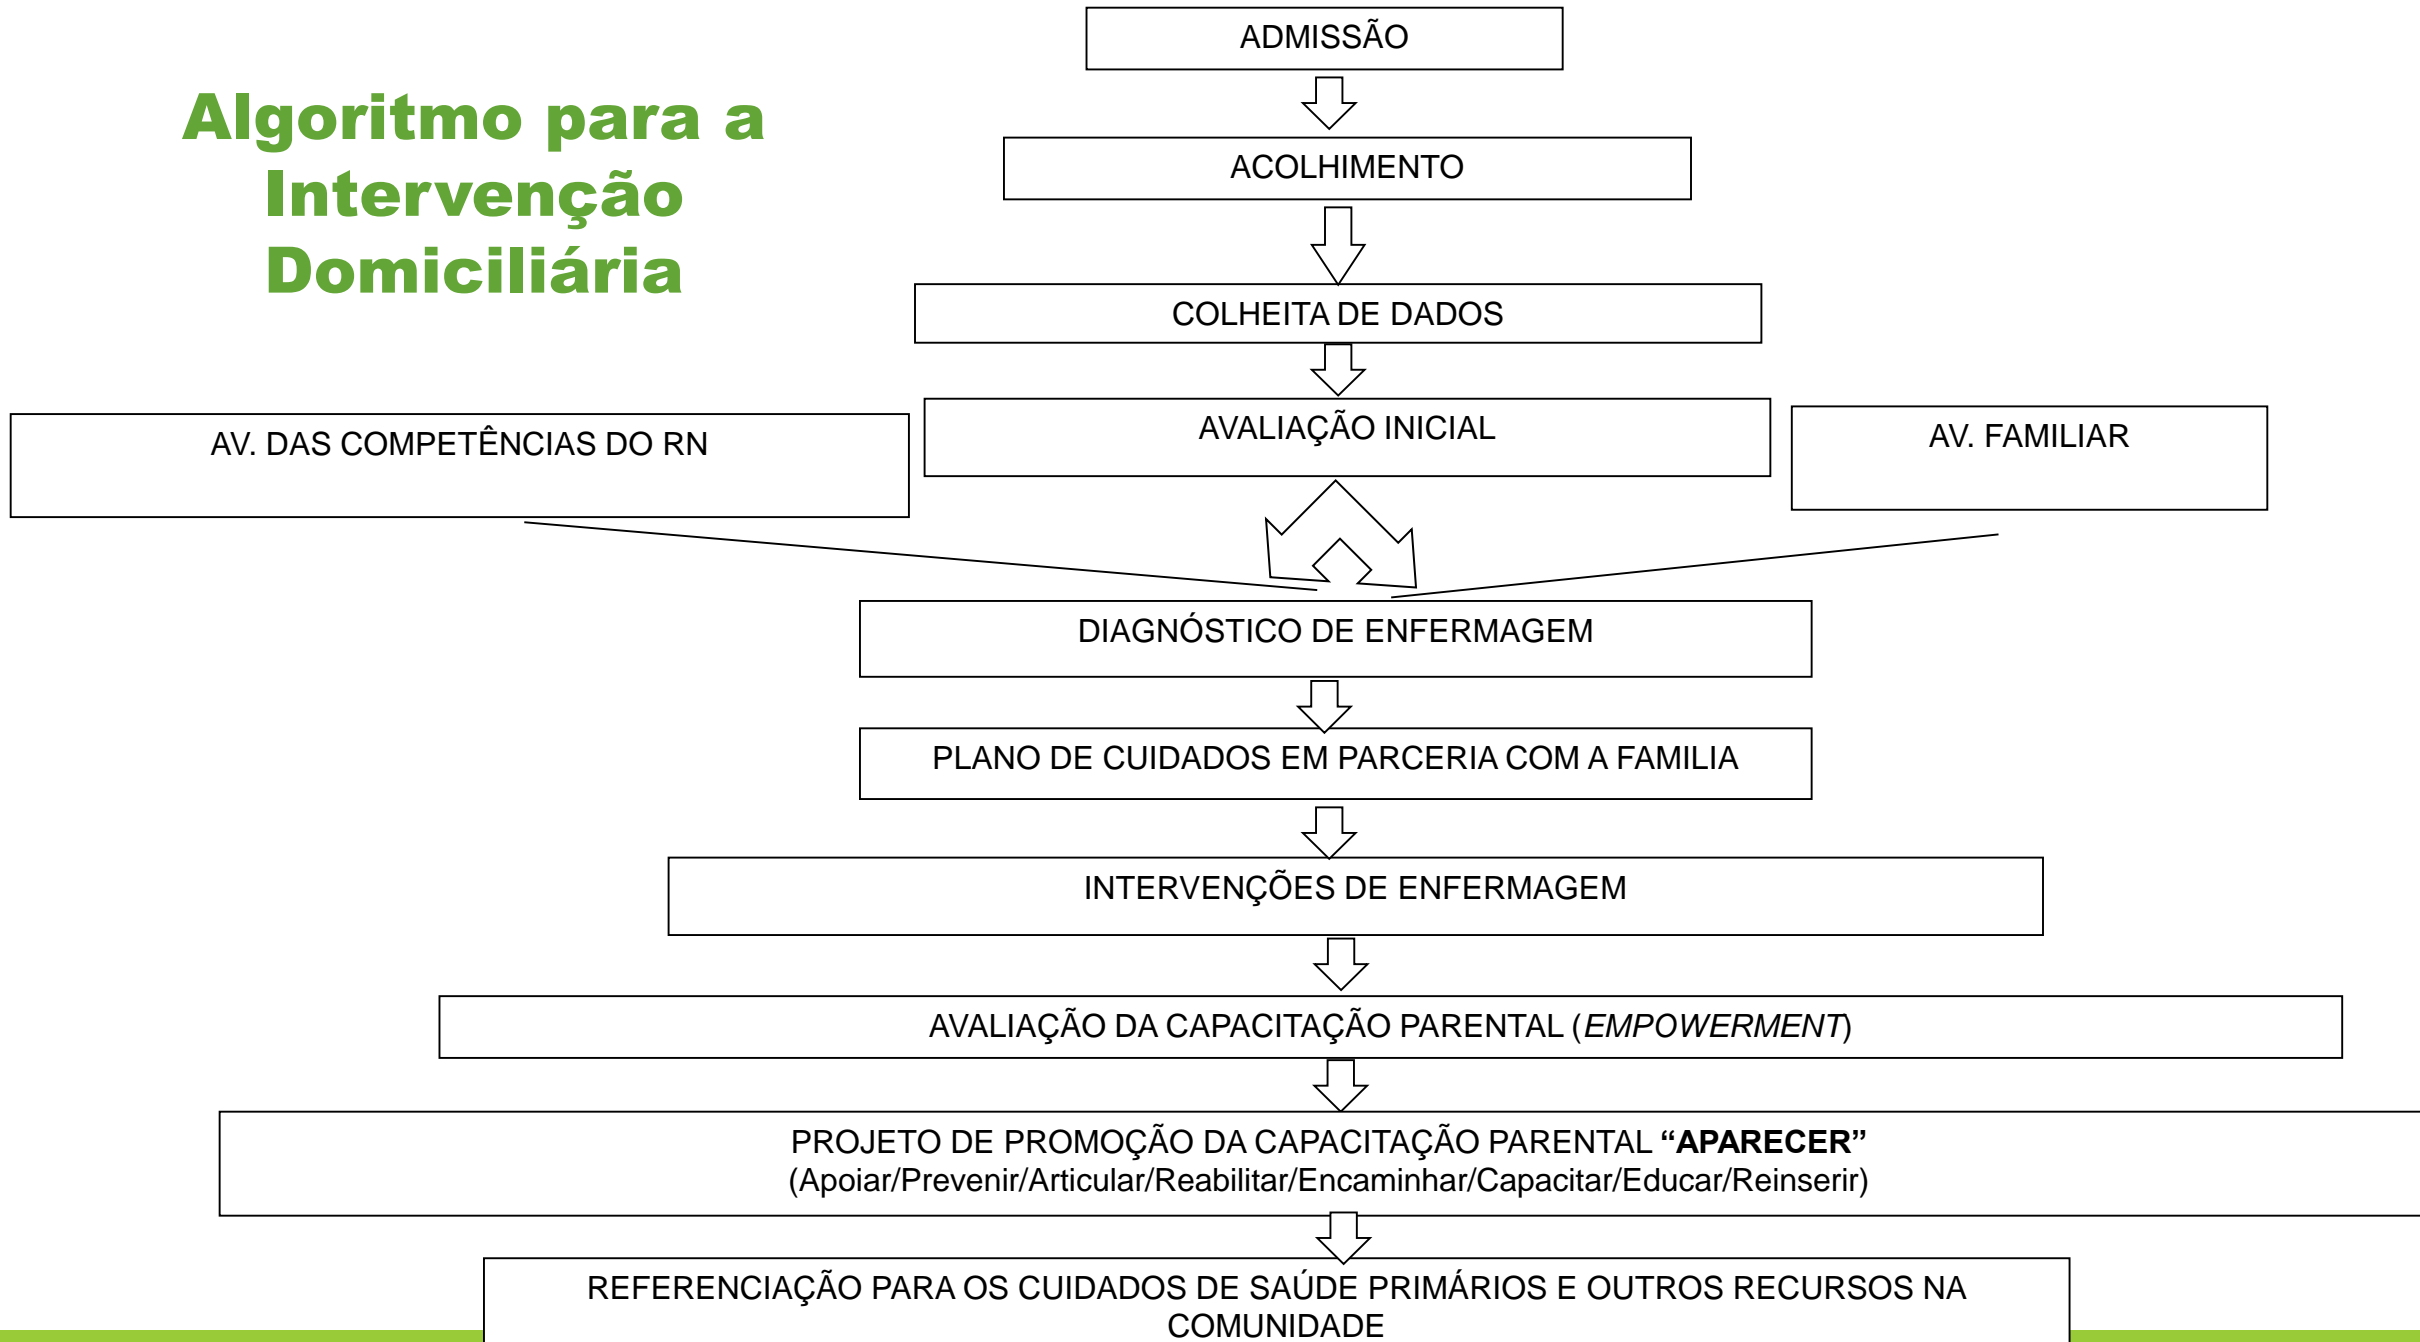 Algoritmo para a
Intervenção
Domiciliária
ADMISSÃO
ACOLHIMENTO
COLHEITA DE DADOS
AV. DAS COMPETÊNCIAS DO RN
AVALIAÇÃO INICIAL
AV. FAMILIAR
DIAGNÓSTICO DE ENFERMAGEM
PLANO DE CUIDADOS EM PARCERIA COM A FAMILIA
INTERVENÇÕES DE ENFERMAGEM
AVALIAÇÃO DA CAPACITAÇÃO PARENTAL (EMPOWERMENT)
PROJETO DE PROMOÇÃO DA CAPACITAÇÃO PARENTAL “APARECER”
(Apoiar/Prevenir/Articular/Reabilitar/Encaminhar/Capacitar/Educar/Reinserir)
REFERENCIAÇÃO PARA OS CUIDADOS DE SAÚDE PRIMÁRIOS E OUTROS RECURSOS NA
COMUNIDADE